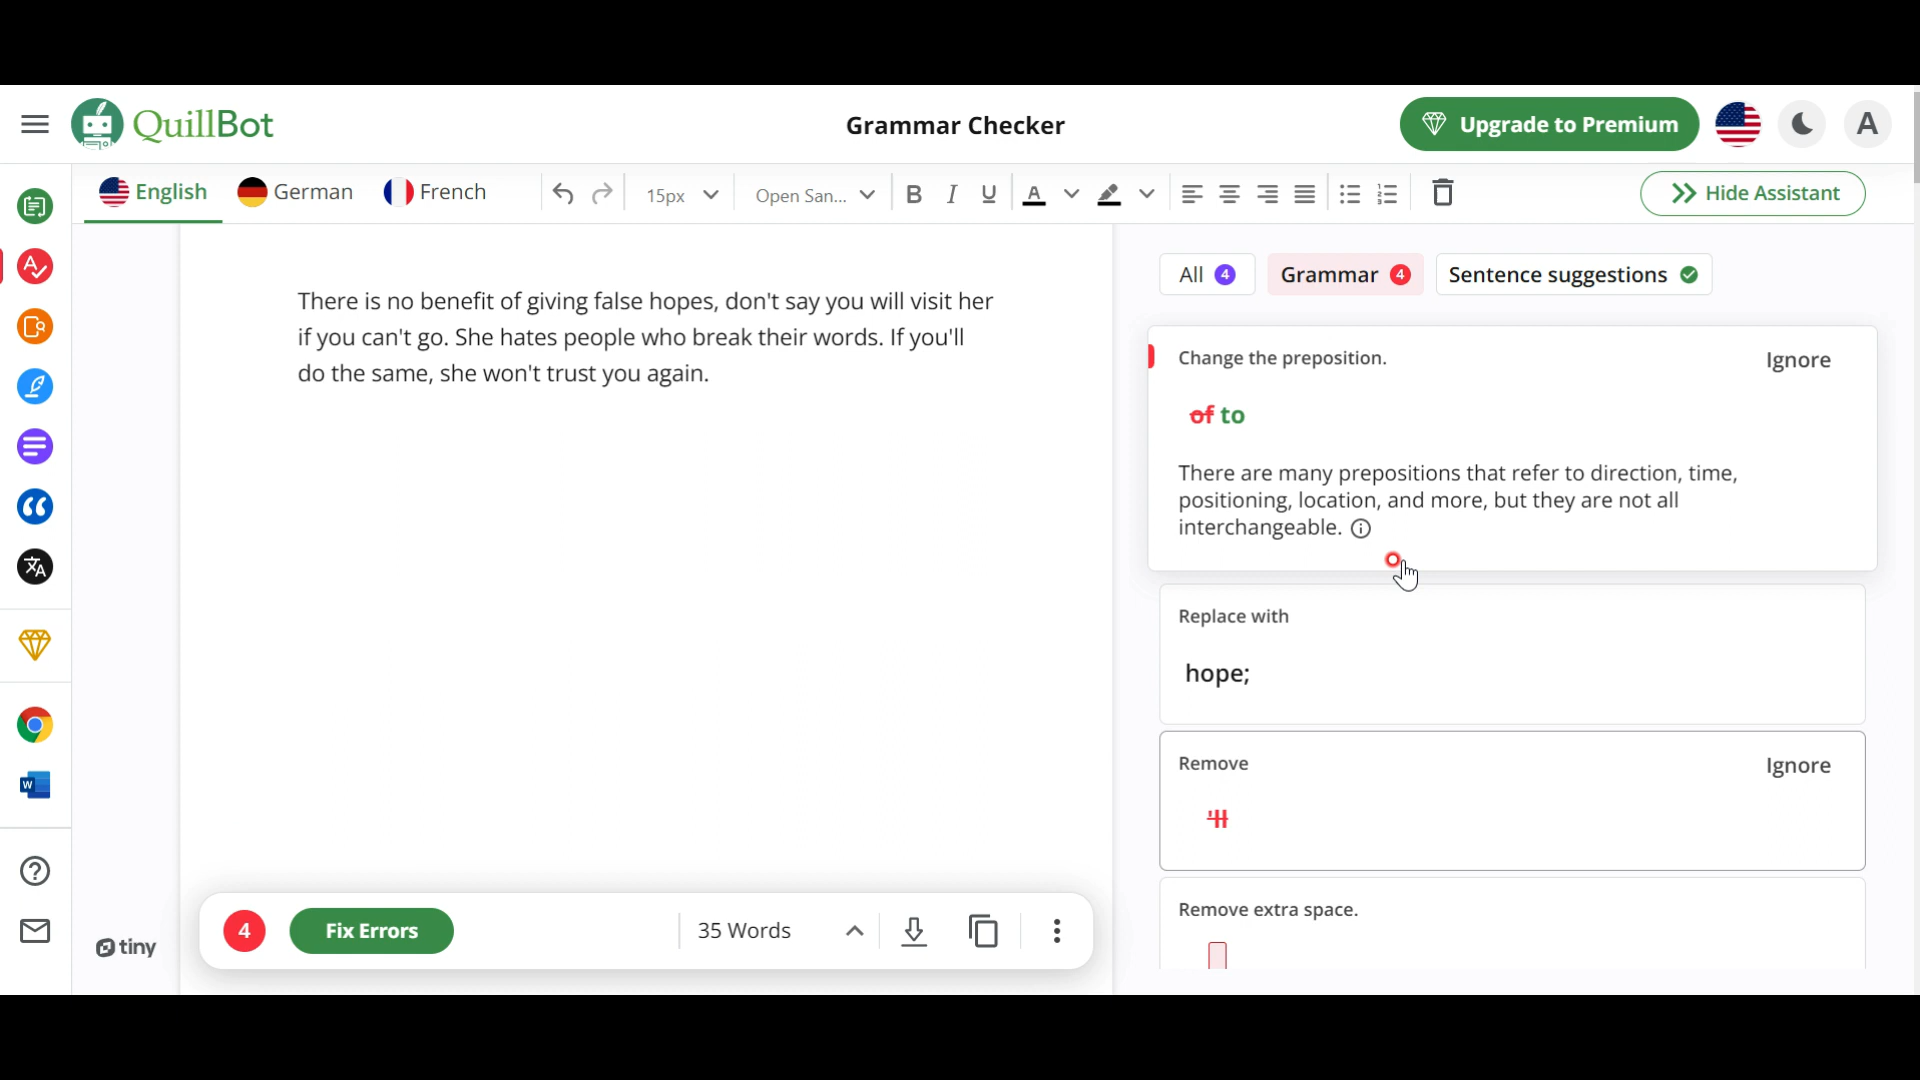 QuillBot
Grammar Checker
Upgrade to Premium
A
English
German
French
15px
Open San...
B I U A
Hide Assistant
All 4
Grammar 4
Sentence suggestions
There is no benefit of giving false hopes, don't say you will visit her
if you can't go. She hates people who break their words. If you'll
do the same, she won't trust you again.
Change the preposition.
Ignore
of to
There are many prepositions that refer to direction, time,
positioning, location, and more, but they are not all
interchangeable.
Replace with
hope;
Remove
Ignore
'll
Remove extra space.
4
Fix Errors
35 Words
tiny